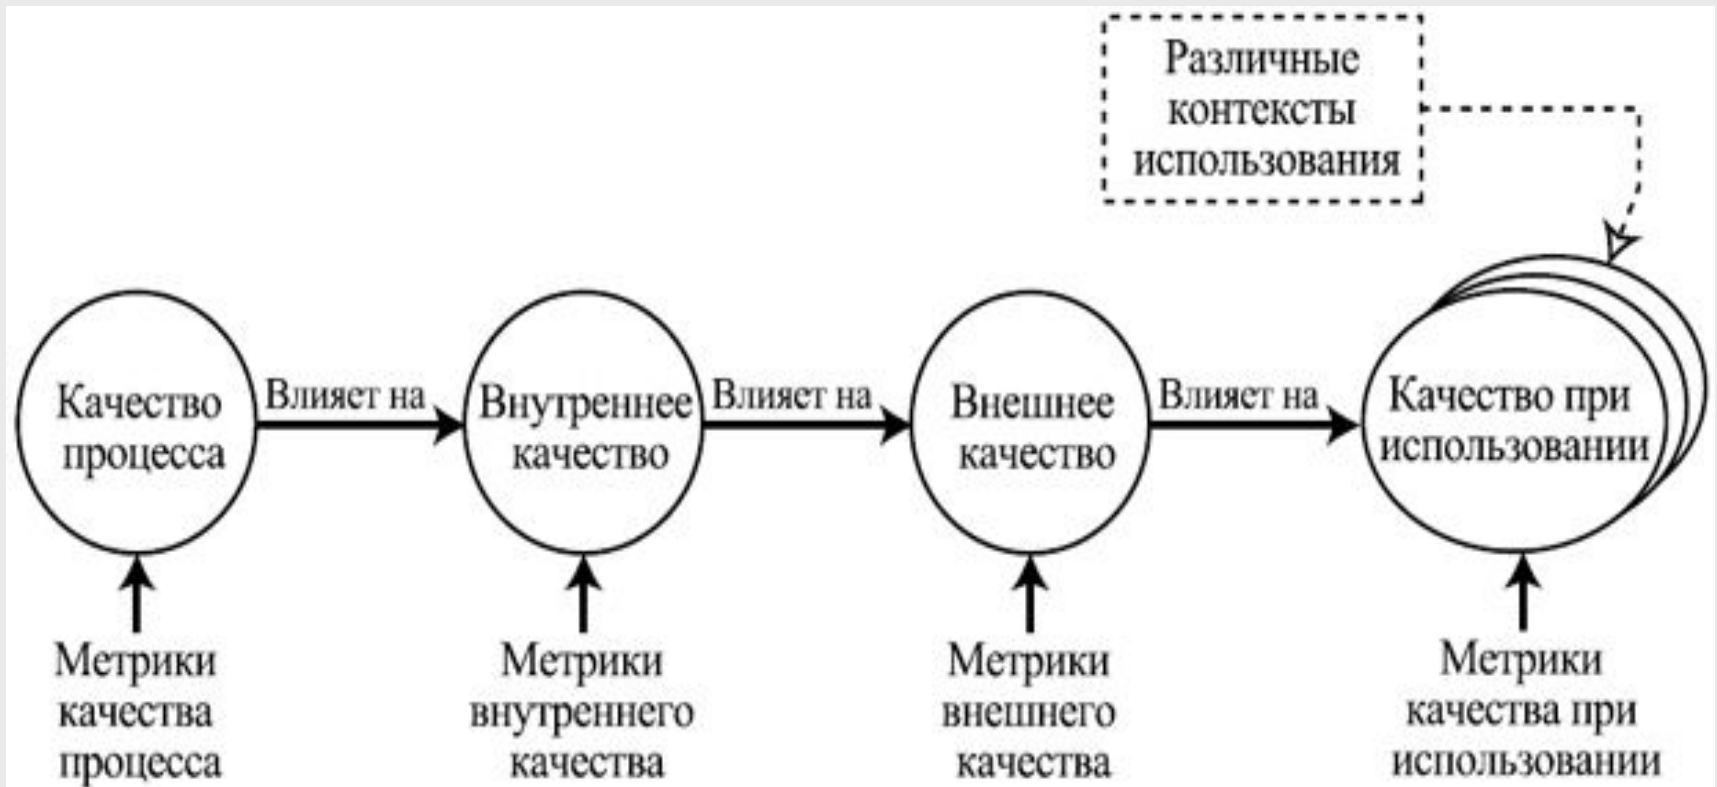 Различные
контексты
использования
Качество
процесса
Влияет на
Внутреннее
качество
Влияет на
Внешнее
качество
Влияет на
Качество при
использовании
Метрики
качества
процесса
Метрики
внутреннего
качества
Метрики
внешнего
качества
Метрики
качества при
использовании